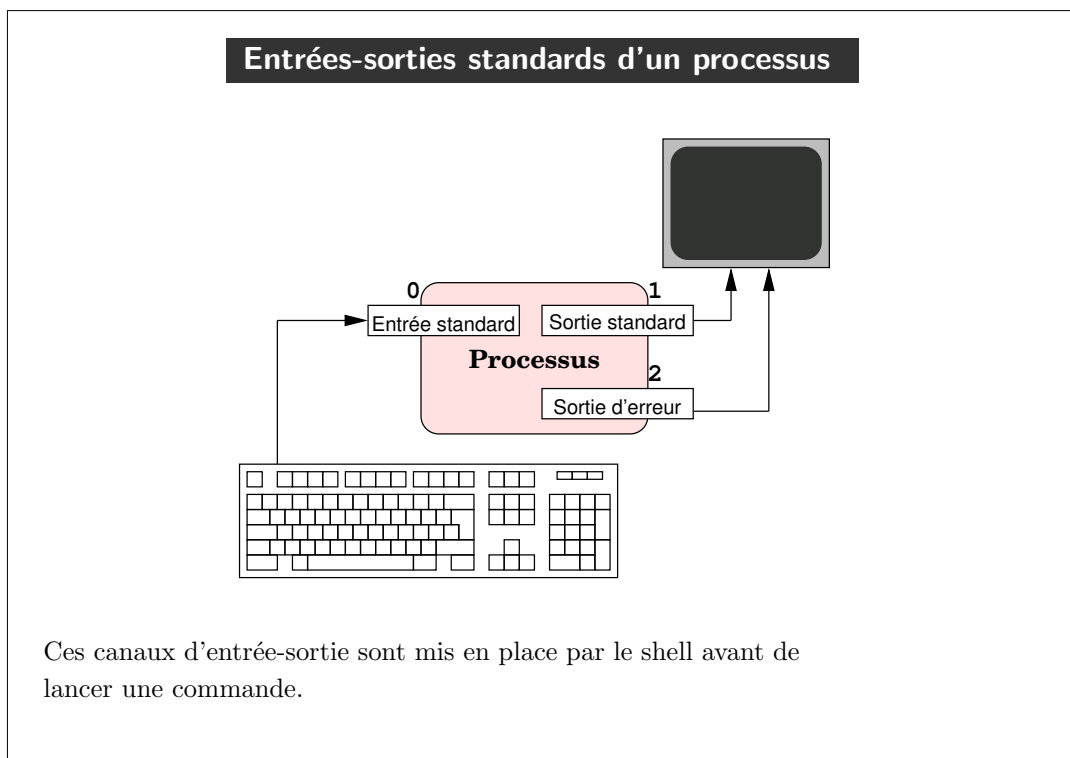 Entrées-sorties standards d'un processus
0
1
Entrée standard
Sortie standard
Processus
2
Sortie d'erreur
Ces canaux d'entrée-sortie sont mis en place par le shell avant de
lancer une commande.